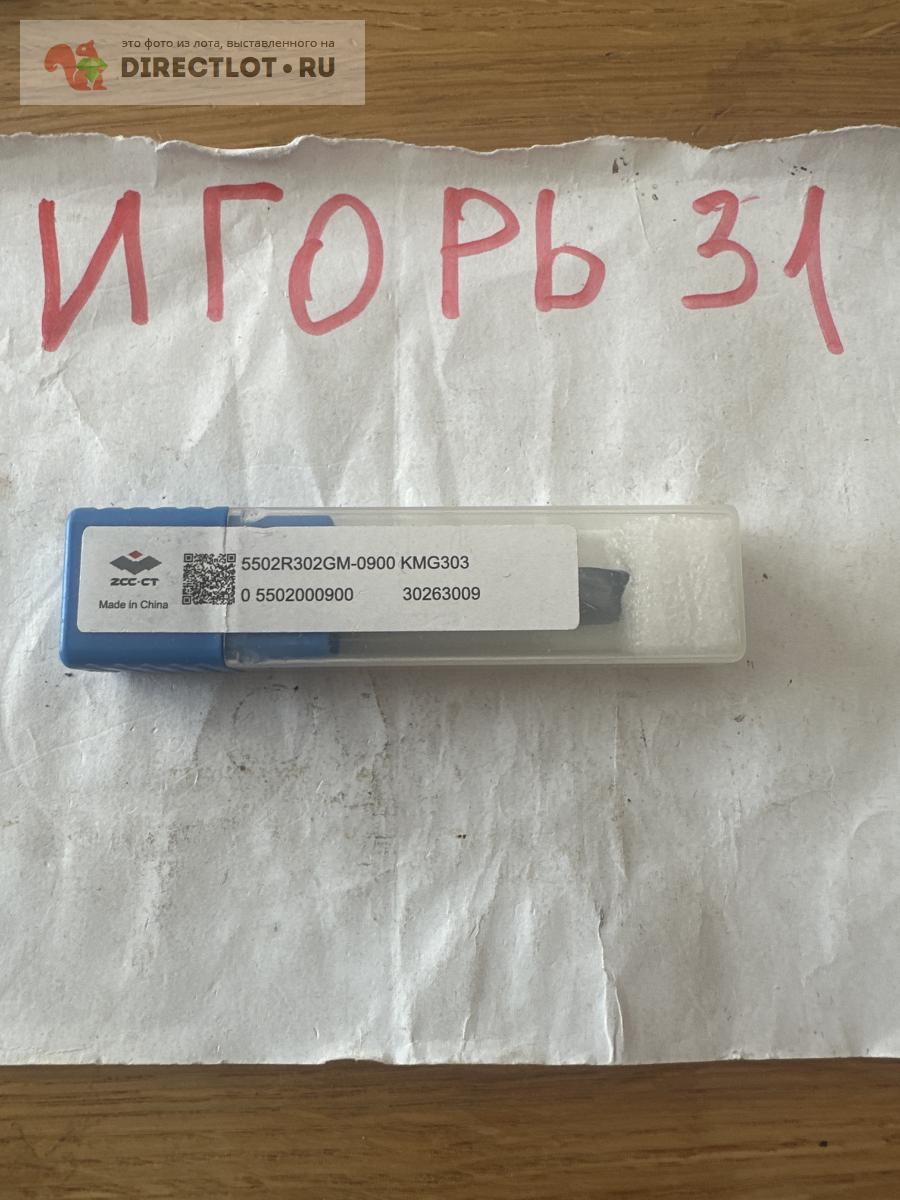 это фото из лота, выставленного на
DIRECTLOT.RU
ИГОРЬ 31
ZCC-CT
Made in China
5502R302GM-0900 KMG303
0 5502000900 30263009